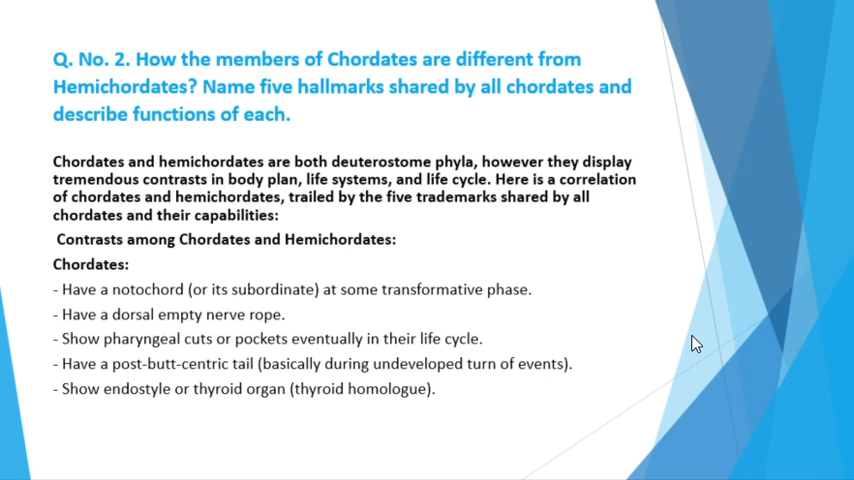 Q. No. 2. How the members of Chordates are different from
Hemichordates? Name five hallmarks shared by all chordates and
describe functions of each.
Chordates and hemichordates are both deuterostome phyla, however they display
tremendous contrasts in body plan, life systems, and life cycle. Here is a correlation
of chordates and hemichordates, trailed by the five trademarks shared by all
chordates and their capabilities:
Contrasts among Chordates and Hemichordates:
Chordates:
- Have a notochord (or its subordinate) at some transformative phase.
- Have a dorsal empty nerve rope.
- Show pharyngeal cuts or pockets eventually in their life cycle.
- Have a post-butt-centric tail (basically during undeveloped turn of events).
- Show endostyle or thyroid organ (thyroid homologue).